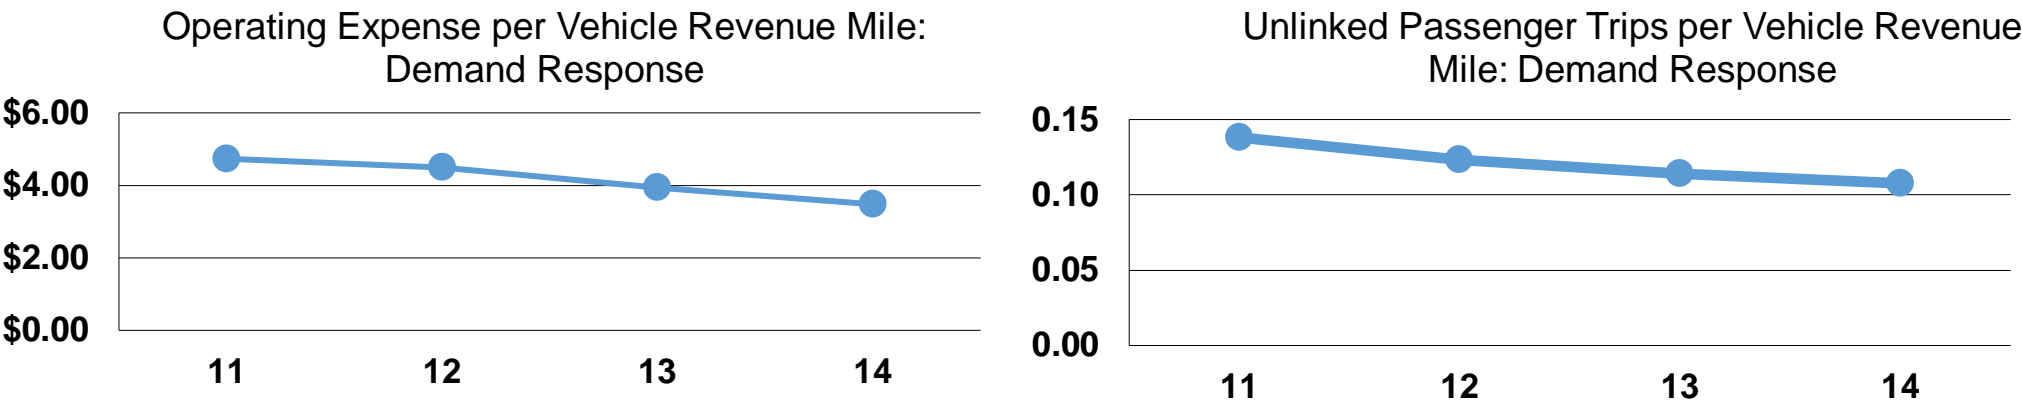 Operating Expense per Vehicle Revenue Mile:
Demand Response
$6.00
$4.00
$2.00
$0.00
11 12 13 14
Unlinked Passenger Trips per Vehicle Revenue
Mile: Demand Response
0.15
0.10
0.05
0.00
11 12 13 14